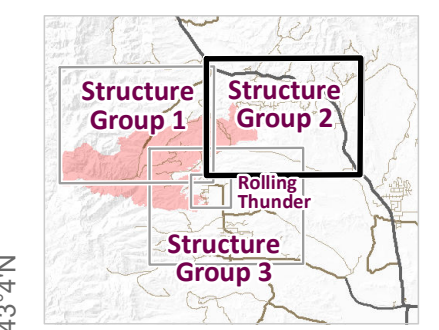 Structure
Group 1
Structure
Group 2
Rolling
Thunder
Structure
Group 3
43°4'N